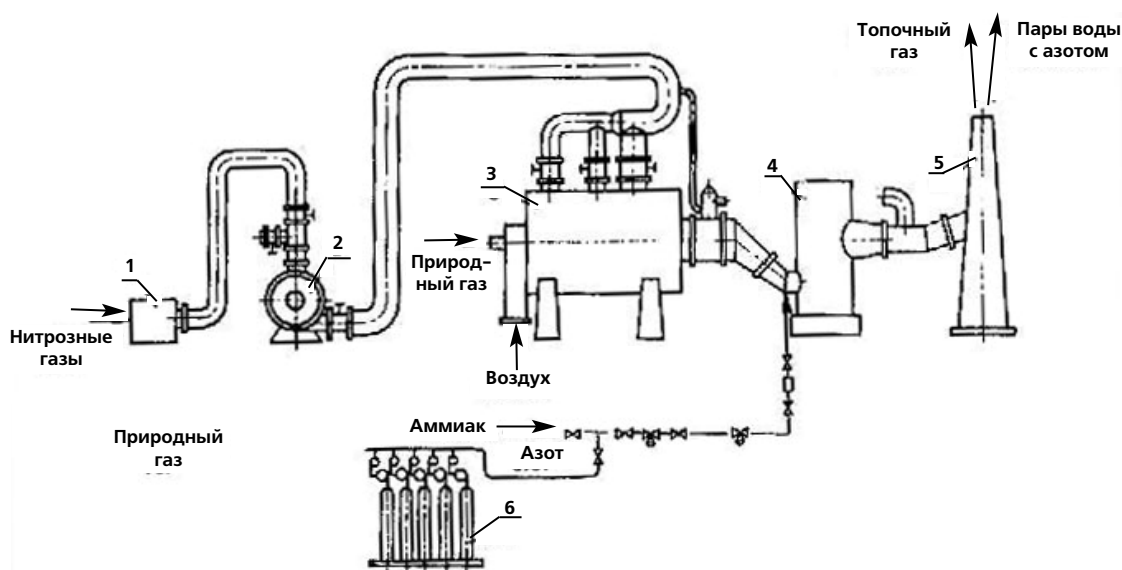 Топочный
газ
Пары воды
с азотом
5
4
3
Природ–
ный газ
2
1
Нитрозные
газы
Воздух
Аммиак
Азот
Природный
газ
6